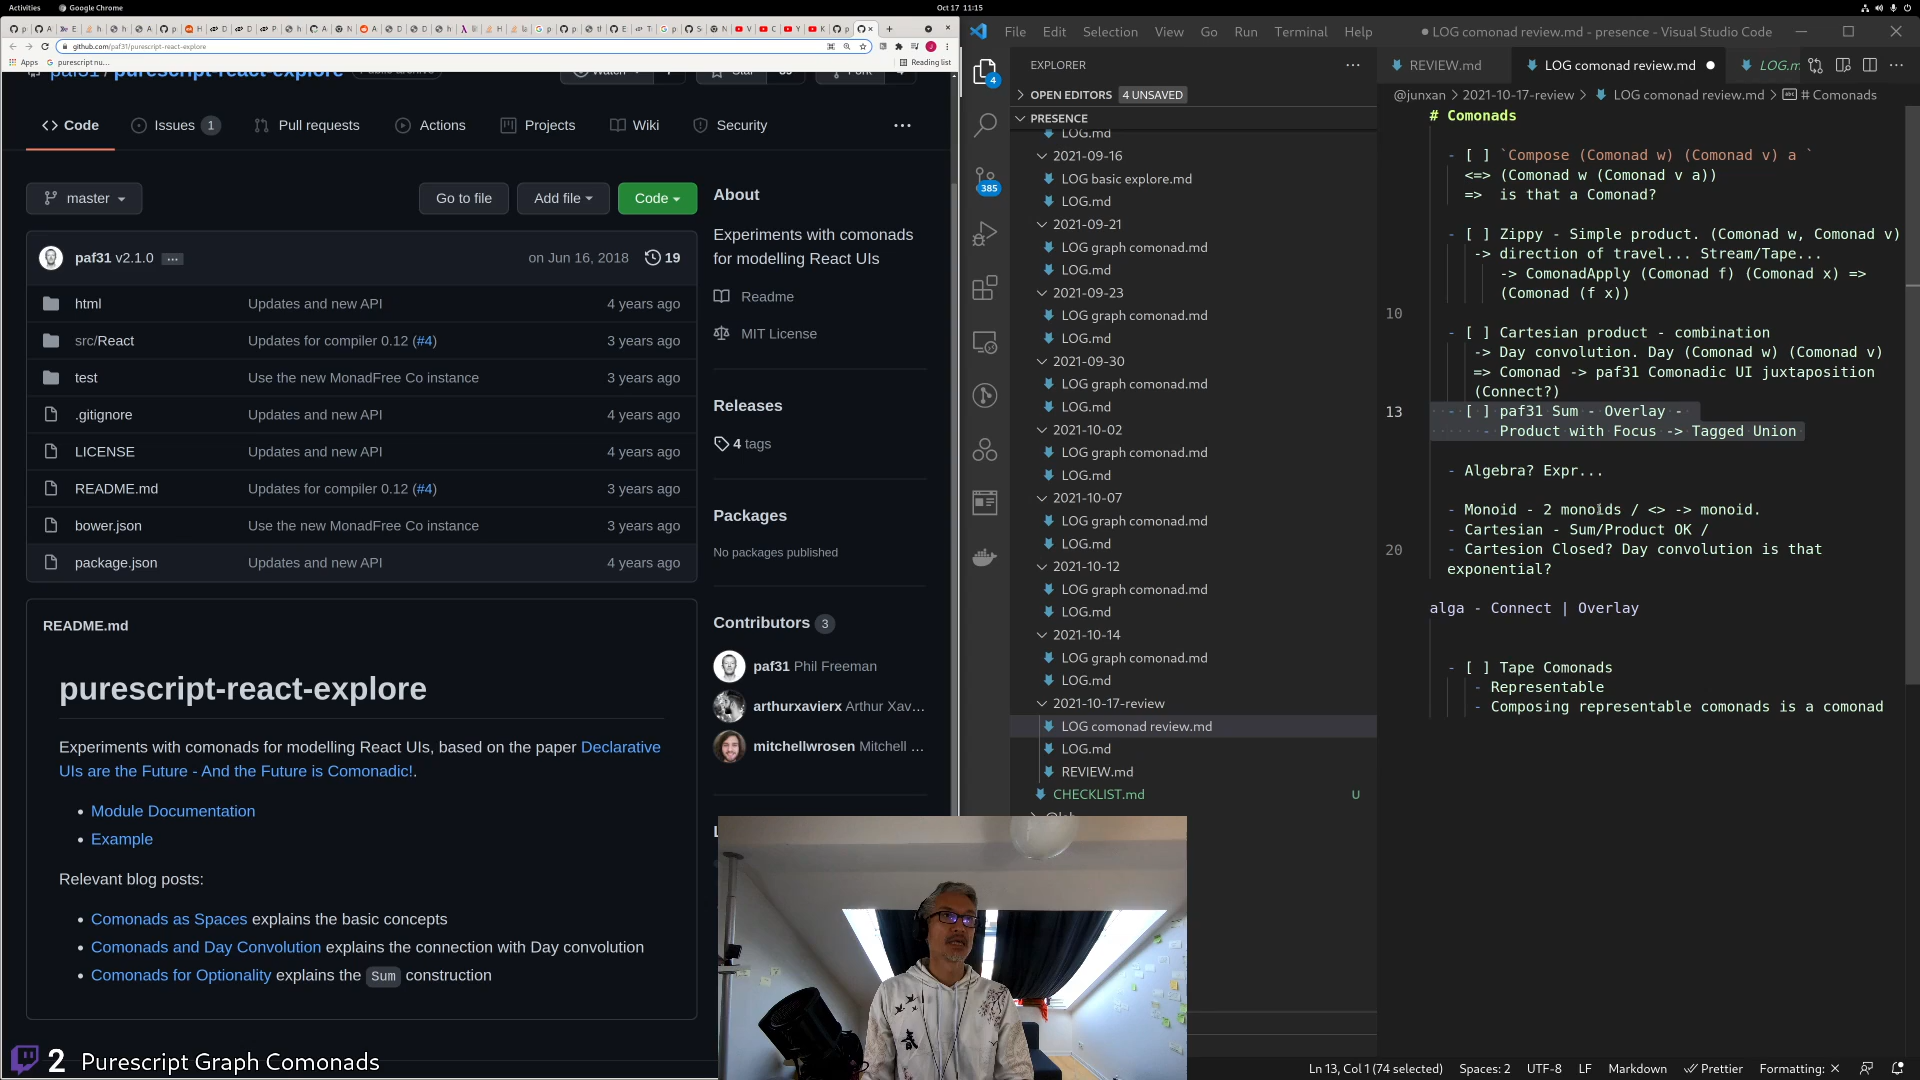 Activities
Google Chrome
Oct 17 11:15
github.com/paf31/purescript-react-explore
Apps
purescript nu...
Reading list
paf31/purescript-react-explore
Public archive
Watch
Star
Fork
Code
Issues 1
Pull requests
Actions
Projects
Wiki
Security
master
Go to file
Add file
Code
paf31 v2.1.0 ...
on Jun 16, 2018
19
html Updates and new API 4 years ago
src/React Updates for compiler 0.12 (#4) 3 years ago
test Use the new MonadFree Co instance 3 years ago
.gitignore Updates and new API 4 years ago
LICENSE Updates and new API 4 years ago
README.md Updates for compiler 0.12 (#4) 3 years ago
bower.json Use the new MonadFree Co instance 3 years ago
package.json Updates and new API 4 years ago
README.md
purescript-react-explore
Experiments with comonads for modelling React UIs, based on the paper Declarative
UIs are the Future - And the Future is Comonadic!.
Module Documentation
Example
Relevant blog posts:
Comonads as Spaces explains the basic concepts
Comonads and Day Convolution explains the connection with Day convolution
Comonads for Optionality explains the Sum construction
About
Experiments with comonads
for modelling React UIs
Readme
MIT License
Releases
4 tags
Packages
No packages published
Contributors 3
paf31 Phil Freeman
arthurxavierx Arthur Xav...
mitchellwrosen Mitchell ...
2 Purescript Graph Comonads
File Edit Selection View Go Run Terminal Help
● LOG comonad review.md - presence - Visual Studio Code
4
385
EXPLORER
OPEN EDITORS 4 UNSAVED
PRESENCE
LOG.md
2021-09-16
LOG basic explore.md
LOG.md
2021-09-21
LOG graph comonad.md
LOG.md
2021-09-23
LOG graph comonad.md
LOG.md
2021-09-30
LOG graph comonad.md
LOG.md
2021-10-02
LOG graph comonad.md
LOG.md
2021-10-07
LOG graph comonad.md
LOG.md
2021-10-12
LOG graph comonad.md
LOG.md
2021-10-14
LOG graph comonad.md
LOG.md
2021-10-17-review
LOG comonad review.md
LOG.md
REVIEW.md
CHECKLIST.md U
REVIEW.md
LOG comonad review.md ●
LOG.m
@junxan > 2021-10-17-review > LOG comonad review.md > # Comonads
# Comonads
- [ ] `Compose (Comonad w) (Comonad v) a `
<=> (Comonad w (Comonad v a))
=> is that a Comonad?
- [ ] Zippy - Simple product. (Comonad w, Comonad v)
-> direction of travel... Stream/Tape...
-> ComonadApply (Comonad f) (Comonad x) =>
(Comonad (f x))
10
- [ ] Cartesian product - combination
-> Day convolution. Day (Comonad w) (Comonad v)
=> Comonad -> paf31 Comonadic UI juxtaposition
(Connect?)
13 - [ ] paf31 Sum - Overlay -
- Product with Focus -> Tagged Union
- Algebra? Expr...
- Monoid - 2 monoids / <> -> monoid.
- Cartesian - Sum/Product OK /
20 - Cartesion Closed? Day convolution is that
exponential?
alga - Connect | Overlay
- [ ] Tape Comonads
- Representable
- Composing representable comonads is a comonad
Ln 13, Col 1 (74 selected) Spaces: 2 UTF-8 LF Markdown Prettier Formatting: ×